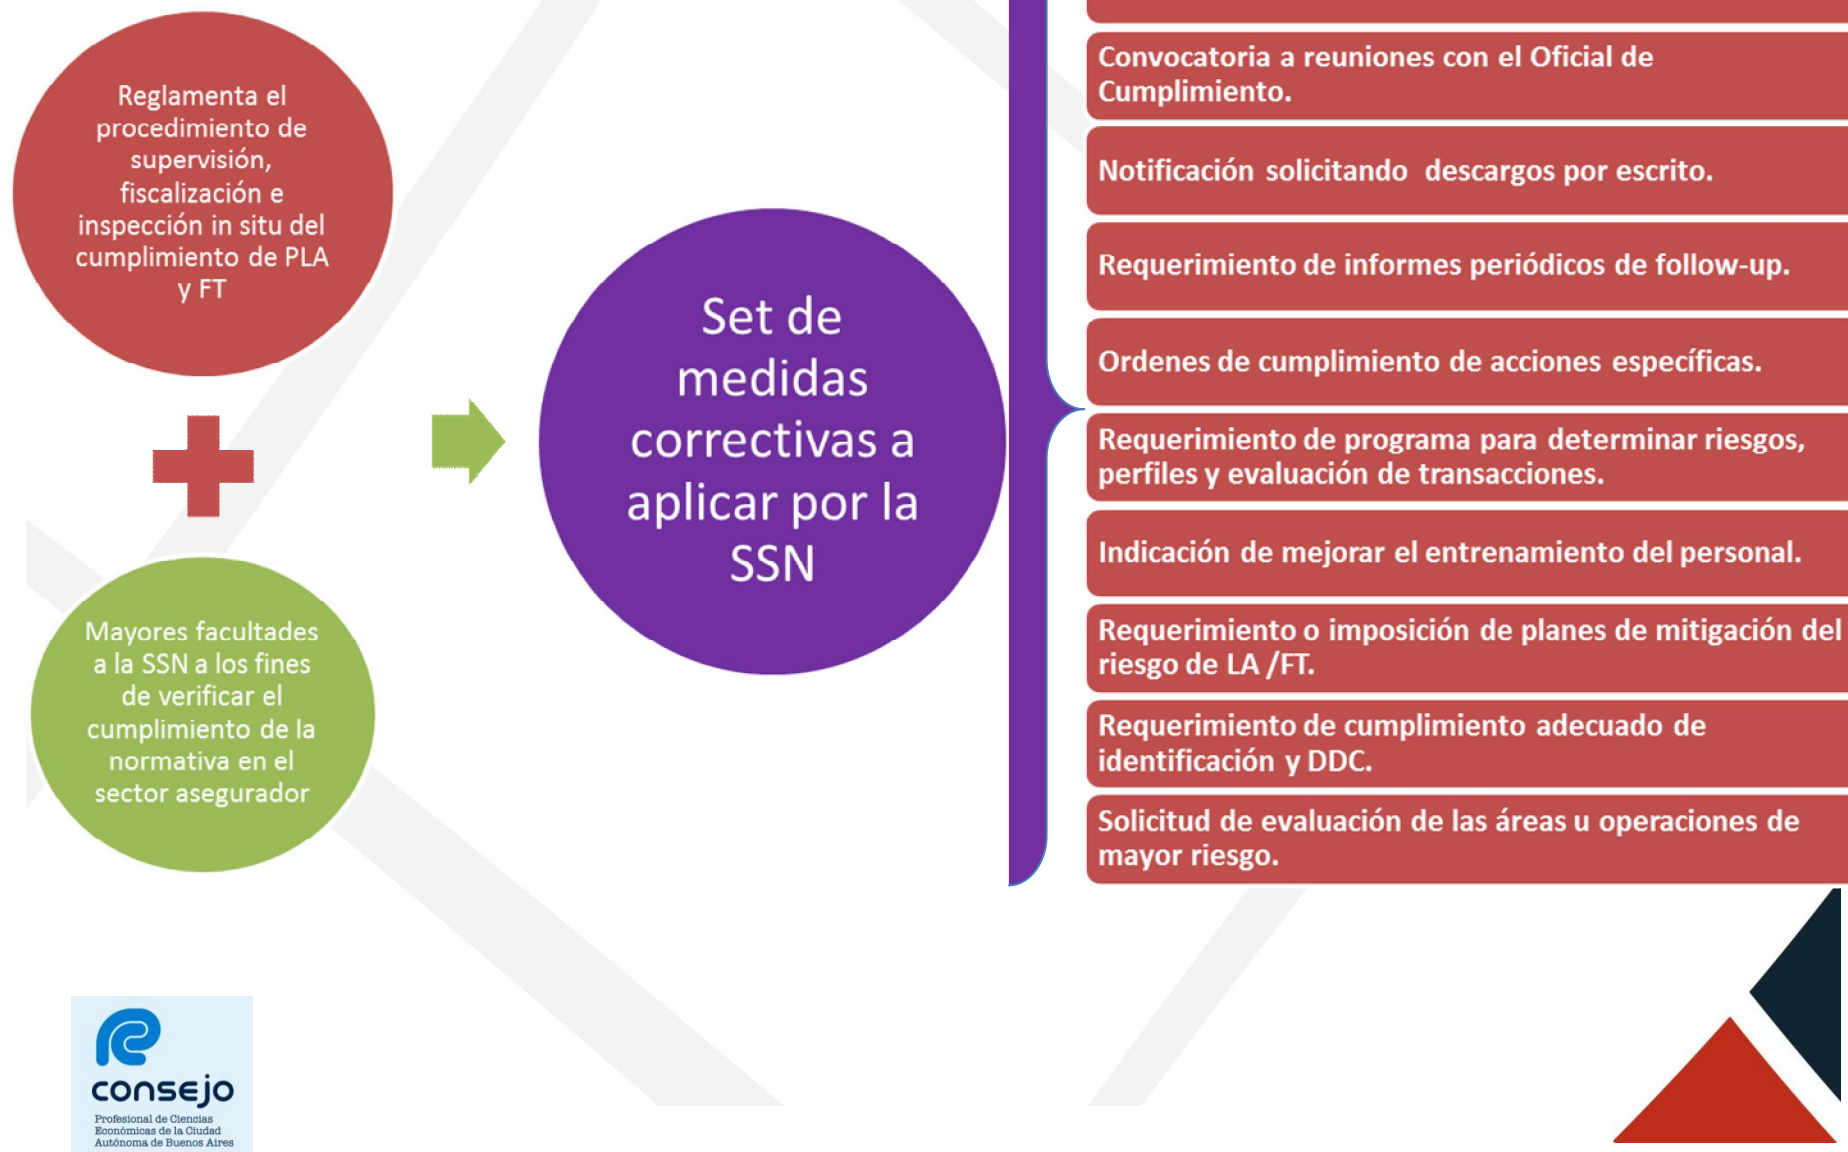 Reglamenta el
procedimiento de
supervisión,
fiscalización e
inspección in situ del
cumplimiento de PLA
y FT
Mayores facultades
a la SSN a los fines
de verificar el
cumplimiento de la
normativa en el
sector asegurador
Set de
medidas
correctivas a
aplicar por la
SSN
Convocatoria a reuniones con el Oficial de
Cumplimiento.
Notificación solicitando descargos por escrito.
Requerimiento de informes periódicos de follow-up.
Ordenes de cumplimiento de acciones específicas.
Requerimiento de programa para determinar riesgos,
perfiles y evaluación de transacciones.
Indicación de mejorar el entrenamiento del personal.
Requerimiento o imposición de planes de mitigación del
riesgo de LA /FT.
Requerimiento de cumplimiento adecuado de
identificación y DDC.
Solicitud de evaluación de las áreas u operaciones de
mayor riesgo.
consejo
Profesional de Ciencias
Económicas de la Ciudad
Autónoma de Buenos Aires